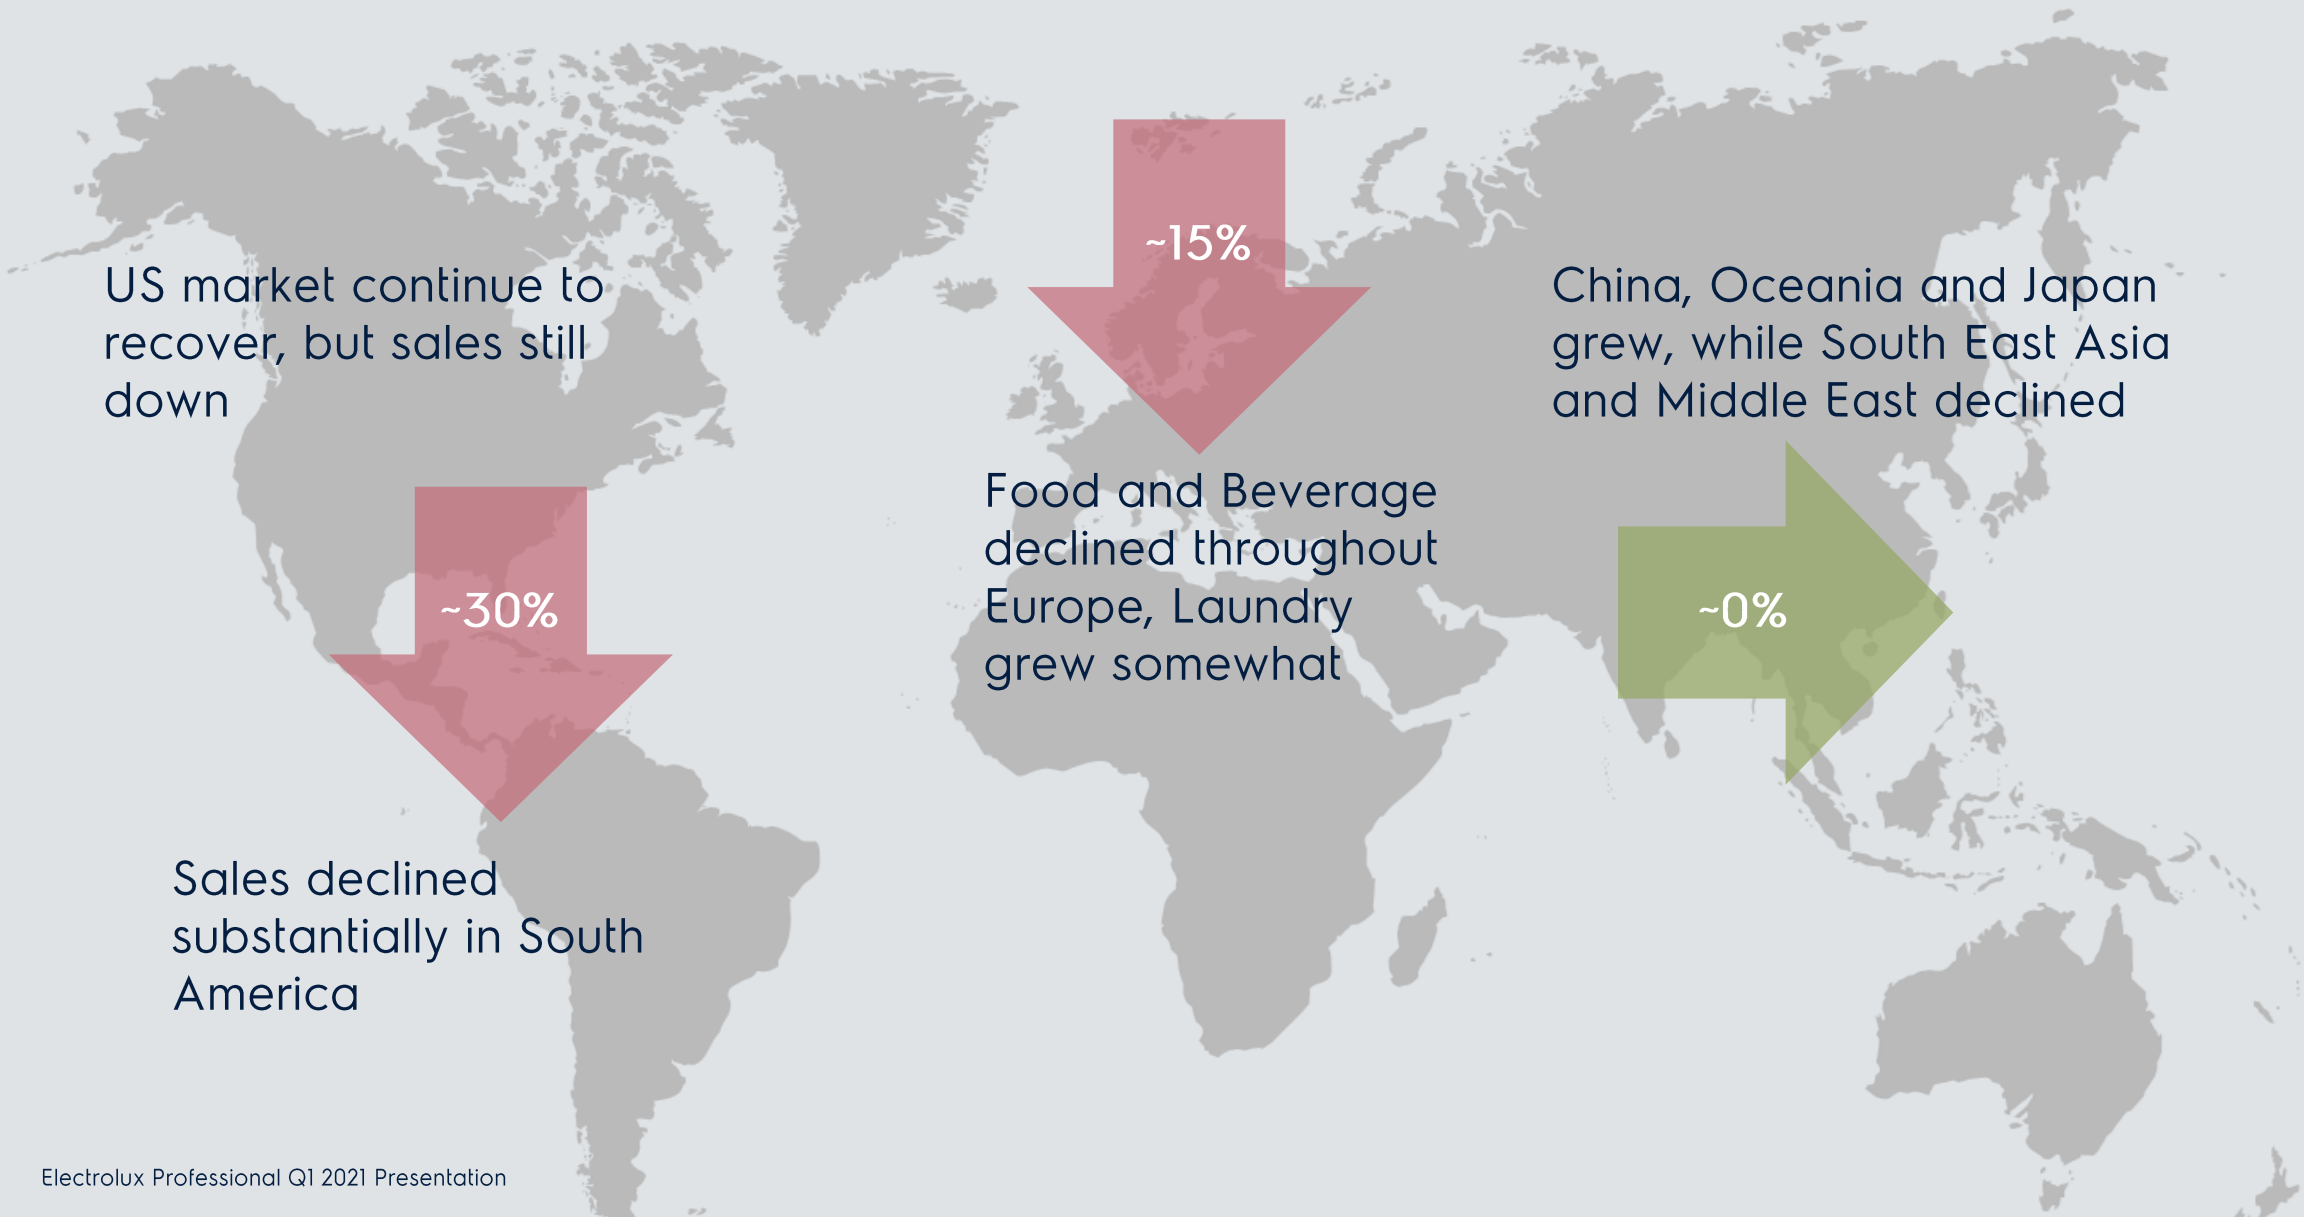 US market continue to
recover, but sales still
down
~30%
Sales declined
substantially in South
America
~15%
Food and Beverage
declined throughout
Europe, Laundry
grew somewhat
China, Oceania and Japan
grew, while South East Asia
and Middle East declined
~0%
Electrolux Professional Q1 2021 Presentation